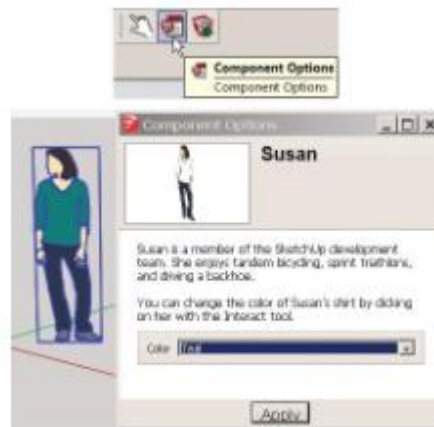 Component Options
Component Options
Component Options
Susan
Susan is a member of the SketchUp development
team. She enjoys tandem bicycling, sprint triathlons,
and driving a backhoe.
You can change the color of Susan's shirt by clicking
on her with the Interact tool.
Color Teal
Apply